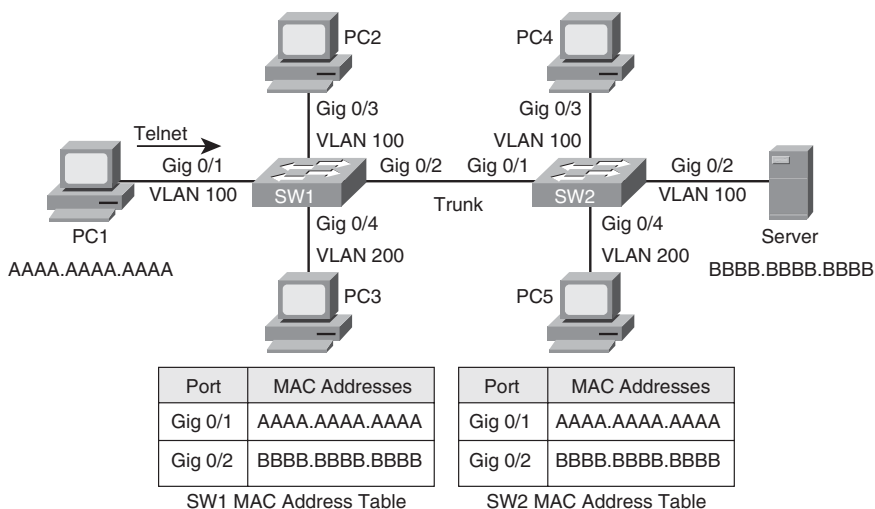 PC2
PC4
Gig 0/3
Gig 0/3
Telnet
VLAN 100
VLAN 100
Gig 0/1
Gig 0/2
Gig 0/1
Gig 0/2
VLAN 100
SW1
Trunk
SW2
VLAN 100
PC1
Gig 0/4
Gig 0/4
Server
AAAA.AAAA.AAAA
VLAN 200
VLAN 200
BBBB.BBBB.BBBB
PC3
PC5
Port MAC Addresses
Gig 0/1 AAAA.AAAA.AAAA
Gig 0/2 BBBB.BBBB.BBBB
SW1 MAC Address Table
Port MAC Addresses
Gig 0/1 AAAA.AAAA.AAAA
Gig 0/2 BBBB.BBBB.BBBB
SW2 MAC Address Table